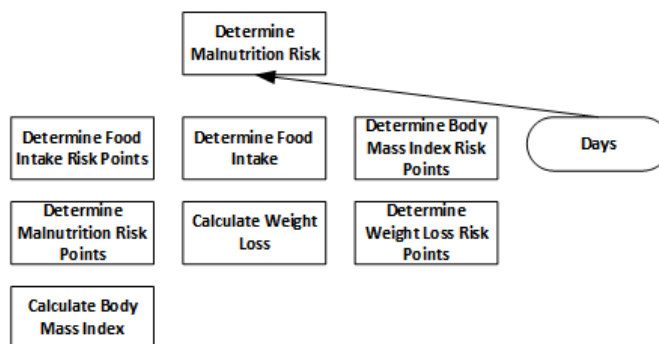 Determine
Malnutrition Risk
Determine Food
Intake Risk Points
Determine Food
Intake
Determine Body
Mass Index Risk
Points
Days
Determine
Malnutrition Risk
Points
Calculate Weight
Loss
Determine
Weight Loss Risk
Points
Calculate Body
Mass Index